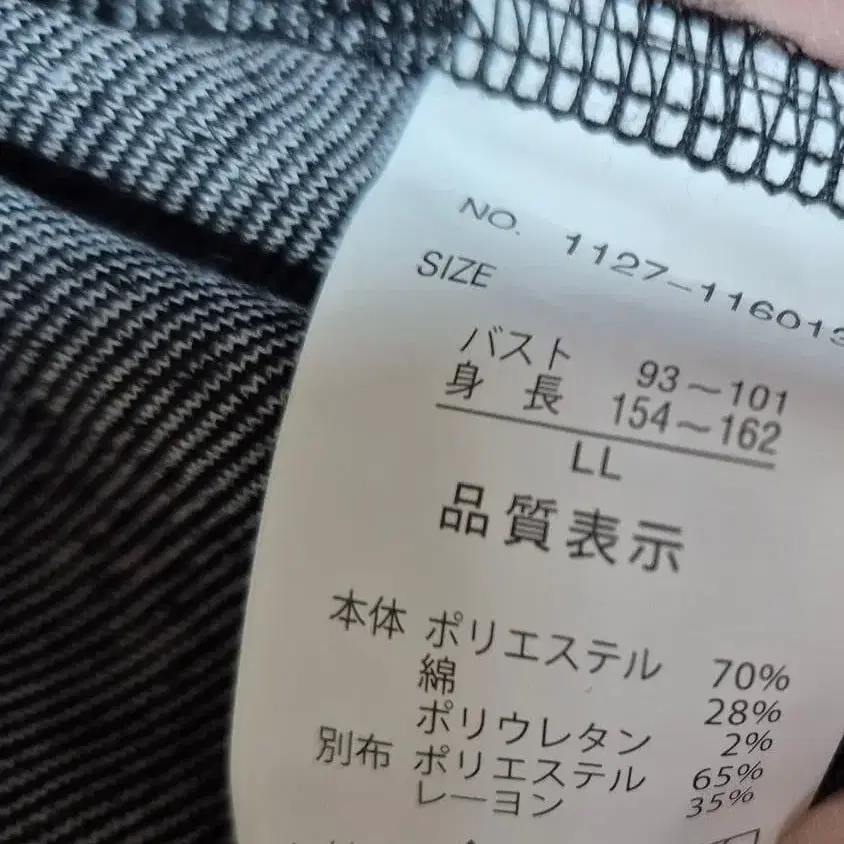 NO. 1127-116013
SIZE
バスト 93～101
身長 154～162
LL
品質表示
本体 ポリエステル 70%
綿 28%
ポリウレタン 2%
別布 ポリエステル 65%
レーヨン 35%